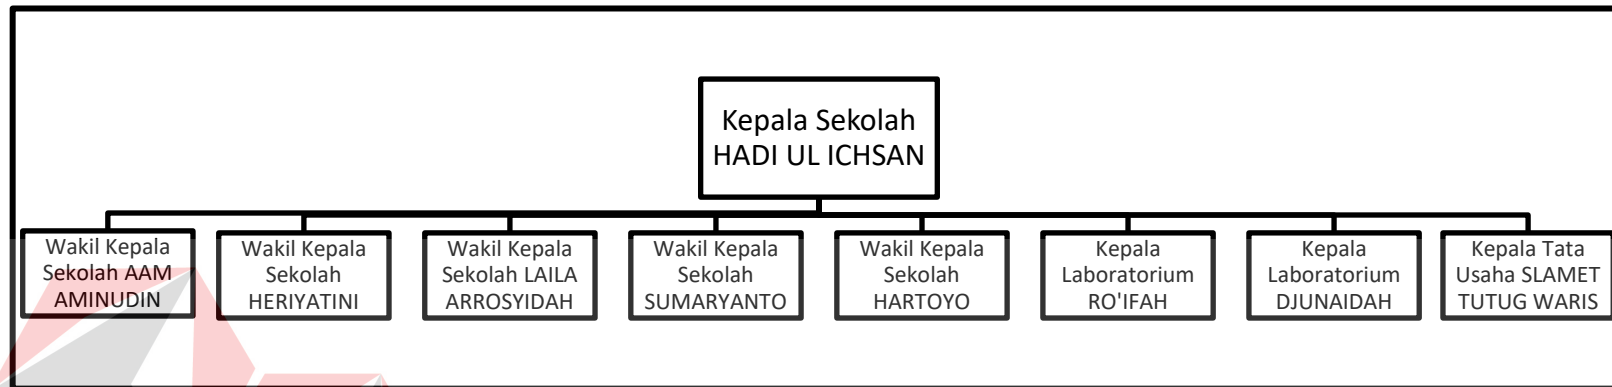 Kepala Sekolah
HADI UL ICHSAN
Wakil Kepala
Sekolah AAM
AMINUDIN
Wakil Kepala
Sekolah
HERIYATINI
Wakil Kepala
Sekolah LAILA
ARROSYIDAH
Wakil Kepala
Sekolah
SUMARYANTO
Wakil Kepala
Sekolah
HARTOYO
Kepala
Laboratorium
RO'IFAH
Kepala
Laboratorium
DJUNAIDAH
Kepala Tata
Usaha SLAMET
TUTUG WARIS